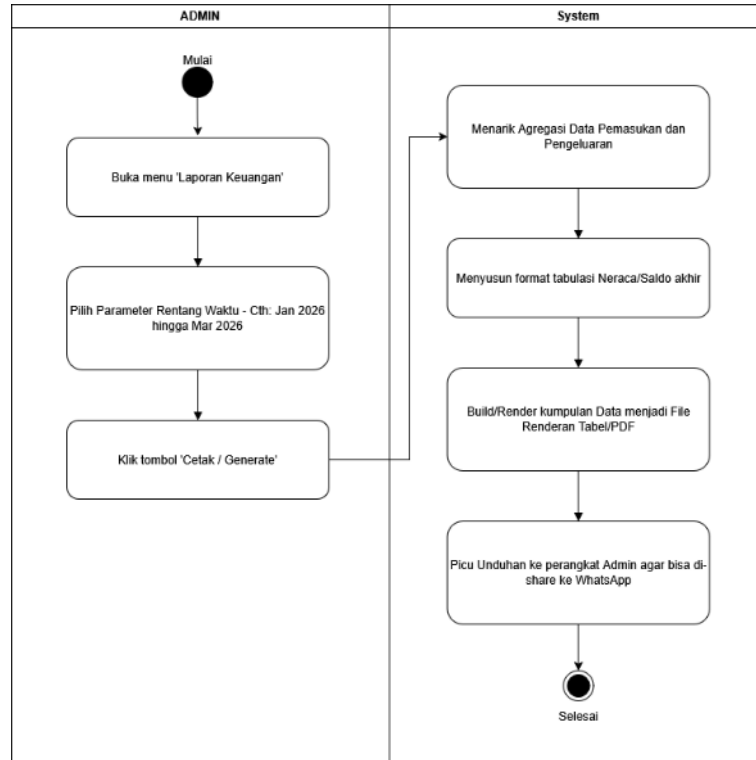 ADMIN
System
Mulai
Buka menu 'Laporan Keuangan'
Pilih Parameter Rentang Waktu - Cth: Jan 2026
hingga Mar 2026
Klik tombol 'Cetak / Generate'
Menarik Agregasi Data Pemasukan dan
Pengeluaran
Menyusun format tabulasi Neraca/Saldo akhir
Build/Render kumpulan Data menjadi File
Renderan Tabel/PDF
Picu Unduhan ke perangkat Admin agar bisa di-
share ke WhatsApp
Selesai